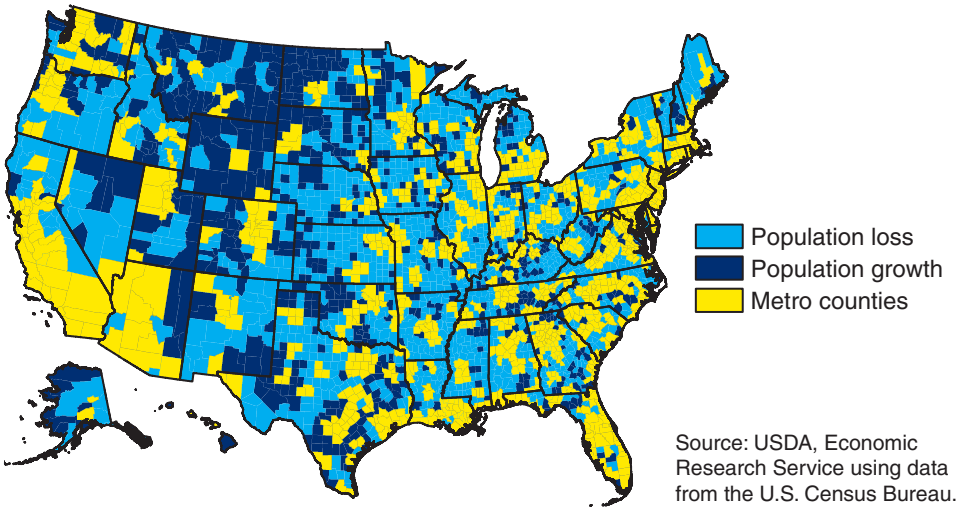 Population loss
Population growth
Metro counties
Source: USDA, Economic
Research Service using data
from the U.S. Census Bureau.